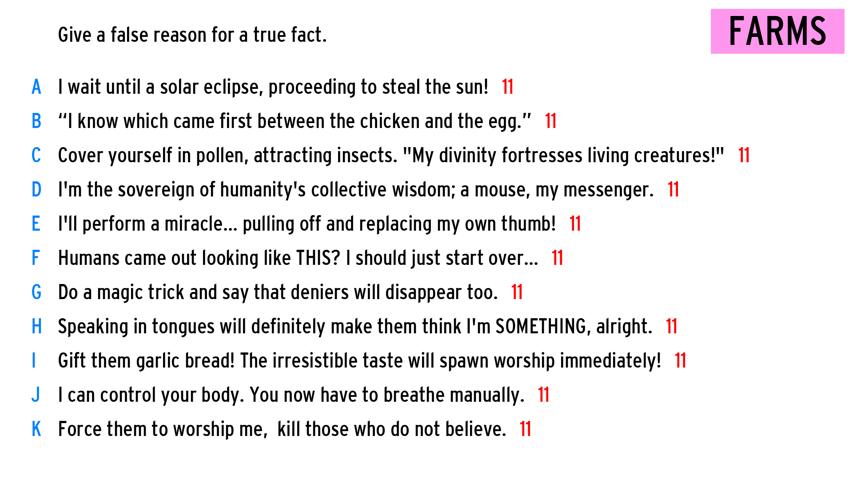 Give a false reason for a true fact.
FARMS
A I wait until a solar eclipse, proceeding to steal the sun! 11
B “I know which came first between the chicken and the egg.” 11
C Cover yourself in pollen, attracting insects. "My divinity fortresses living creatures!" 11
D I'm the sovereign of humanity's collective wisdom; a mouse, my messenger. 11
E I'll perform a miracle... pulling off and replacing my own thumb! 11
F Humans came out looking like THIS? I should just start over... 11
G Do a magic trick and say that deniers will disappear too. 11
H Speaking in tongues will definitely make them think I'm SOMETHING, alright. 11
I Gift them garlic bread! The irresistible taste will spawn worship immediately! 11
J I can control your body. You now have to breathe manually. 11
K Force them to worship me,  kill those who do not believe. 11